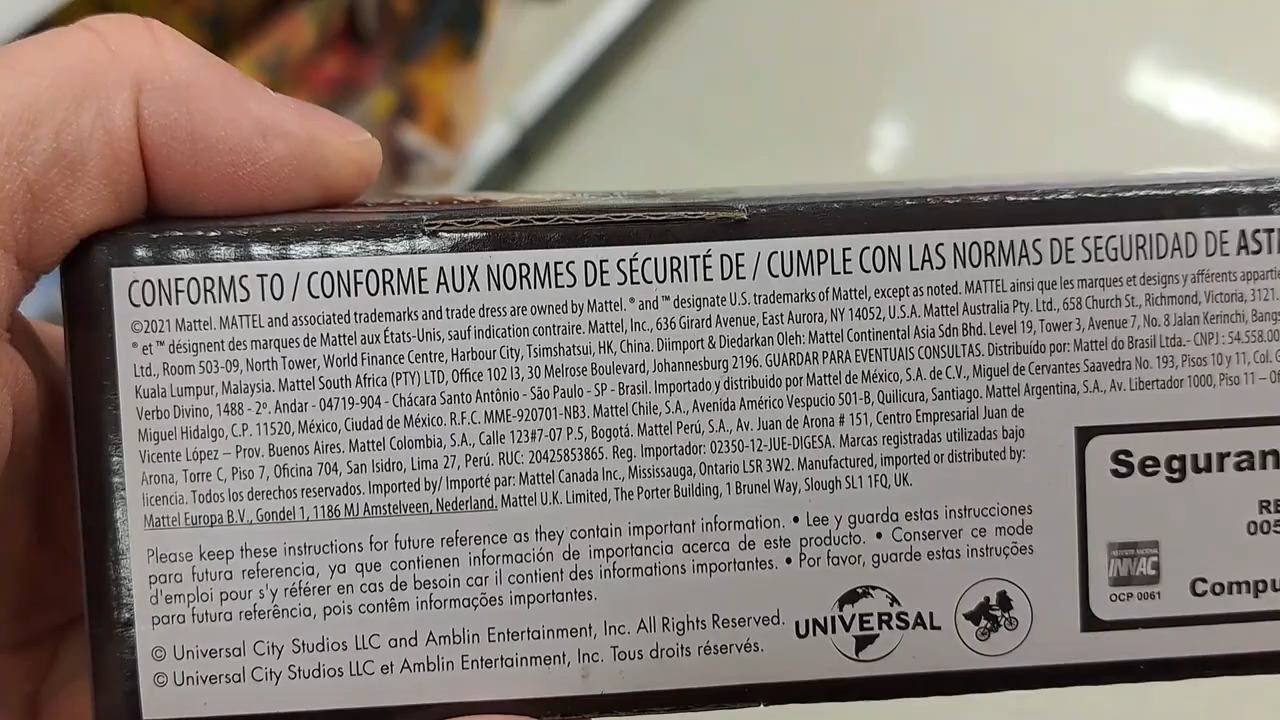 CONFORMS TO / CONFORME AUX NORMES DE SÉCURITÉ DE / CUMPLE CON LAS NORMAS DE SEGURIDAD DE
©2021 Mattel. MATTEL and associated trademarks and trade dress are owned by Mattel. ® and ™ designate U.S. trademarks of Mattel, except as noted. MATTEL ainsi que les marques et designs y afférents
® et ™ désignent des marques de Mattel aux États-Unis, sauf indication contraire. Mattel, Inc., 636 Girard Avenue, East Aurora, NY 14052, U.S.A. Mattel Australia Pty. Ltd., 658 Church St., Richmond, Victoria, 3121.
Ltd., Room 503-09, North Tower, World Finance Centre, Harbour City, Tsimshatsui, HK, China. Diimport & Diedarkan Oleh: Mattel Continental Asia Sdn Bhd. Level 19, Tower 3, Avenue 7, No. 8 Jalan Kerinchi,
Kuala Lumpur, Malaysia. Mattel South Africa (PTY) LTD, Office 102 I3, 30 Melrose Boulevard, Johannesburg 2196. GUARDAR PARA EVENTUAIS CONSULTAS. Distribuído por: Mattel do Brasil Ltda.- CNPJ : 54.558.00
Verbo Divino, 1488 - 2º. Andar - 04719-904 - Chácara Santo Antônio - São Paulo - SP - Brasil. Importado y distribuido por Mattel de México, S.A. de C.V., Miguel de Cervantes Saavedra No. 193, Pisos 10 y 11, Col.
Miguel Hidalgo, C.P. 11520, México, Ciudad de México. R.F.C. MME-920701-NB3. Mattel Chile, S.A., Avenida Américo Vespucio 501-B, Quilicura, Santiago. Mattel Argentina, S.A., Av. Libertador 1000, Piso 11 –
Vicente López – Prov. Buenos Aires. Mattel Colombia, S.A., Calle 123#7-07 P.5, Bogotá. Mattel Perú, S.A., Av. Juan de Arona # 151, Centro Empresarial Juan de
Arona, Torre C, Piso 7, Oficina 704, San Isidro, Lima 27, Perú. RUC: 20425853865. Reg. Importador: 02350-12-JUE-DIGESA. Marcas registradas utilizadas bajo
licencia. Todos los derechos reservados. Imported by/ Importé par: Mattel Canada Inc., Mississauga, Ontario L5R 3W2. Manufactured, imported or distributed by:
Mattel Europa B.V., Gondel 1, 1186 MJ Amstelveen, Nederland. Mattel U.K. Limited, The Porter Building, 1 Brunel Way, Slough SL1 1FQ, UK.
Please keep these instructions for future reference as they contain important information. • Lee y guarda estas instrucciones
para futura referencia, ya que contienen información de importancia acerca de este producto. • Conserver ce mode
d'emploi pour s'y référer en cas de besoin car il contient des informations importantes. • Por favor, guarde estas instruções
para futura referência, pois contêm informações importantes.
© Universal City Studios LLC and Amblin Entertainment, Inc. All Rights Reserved.
© Universal City Studios LLC et Amblin Entertainment, Inc. Tous droits réservés.
UNIVERSAL
Seguran
RE
005
OCP 0061
Compu